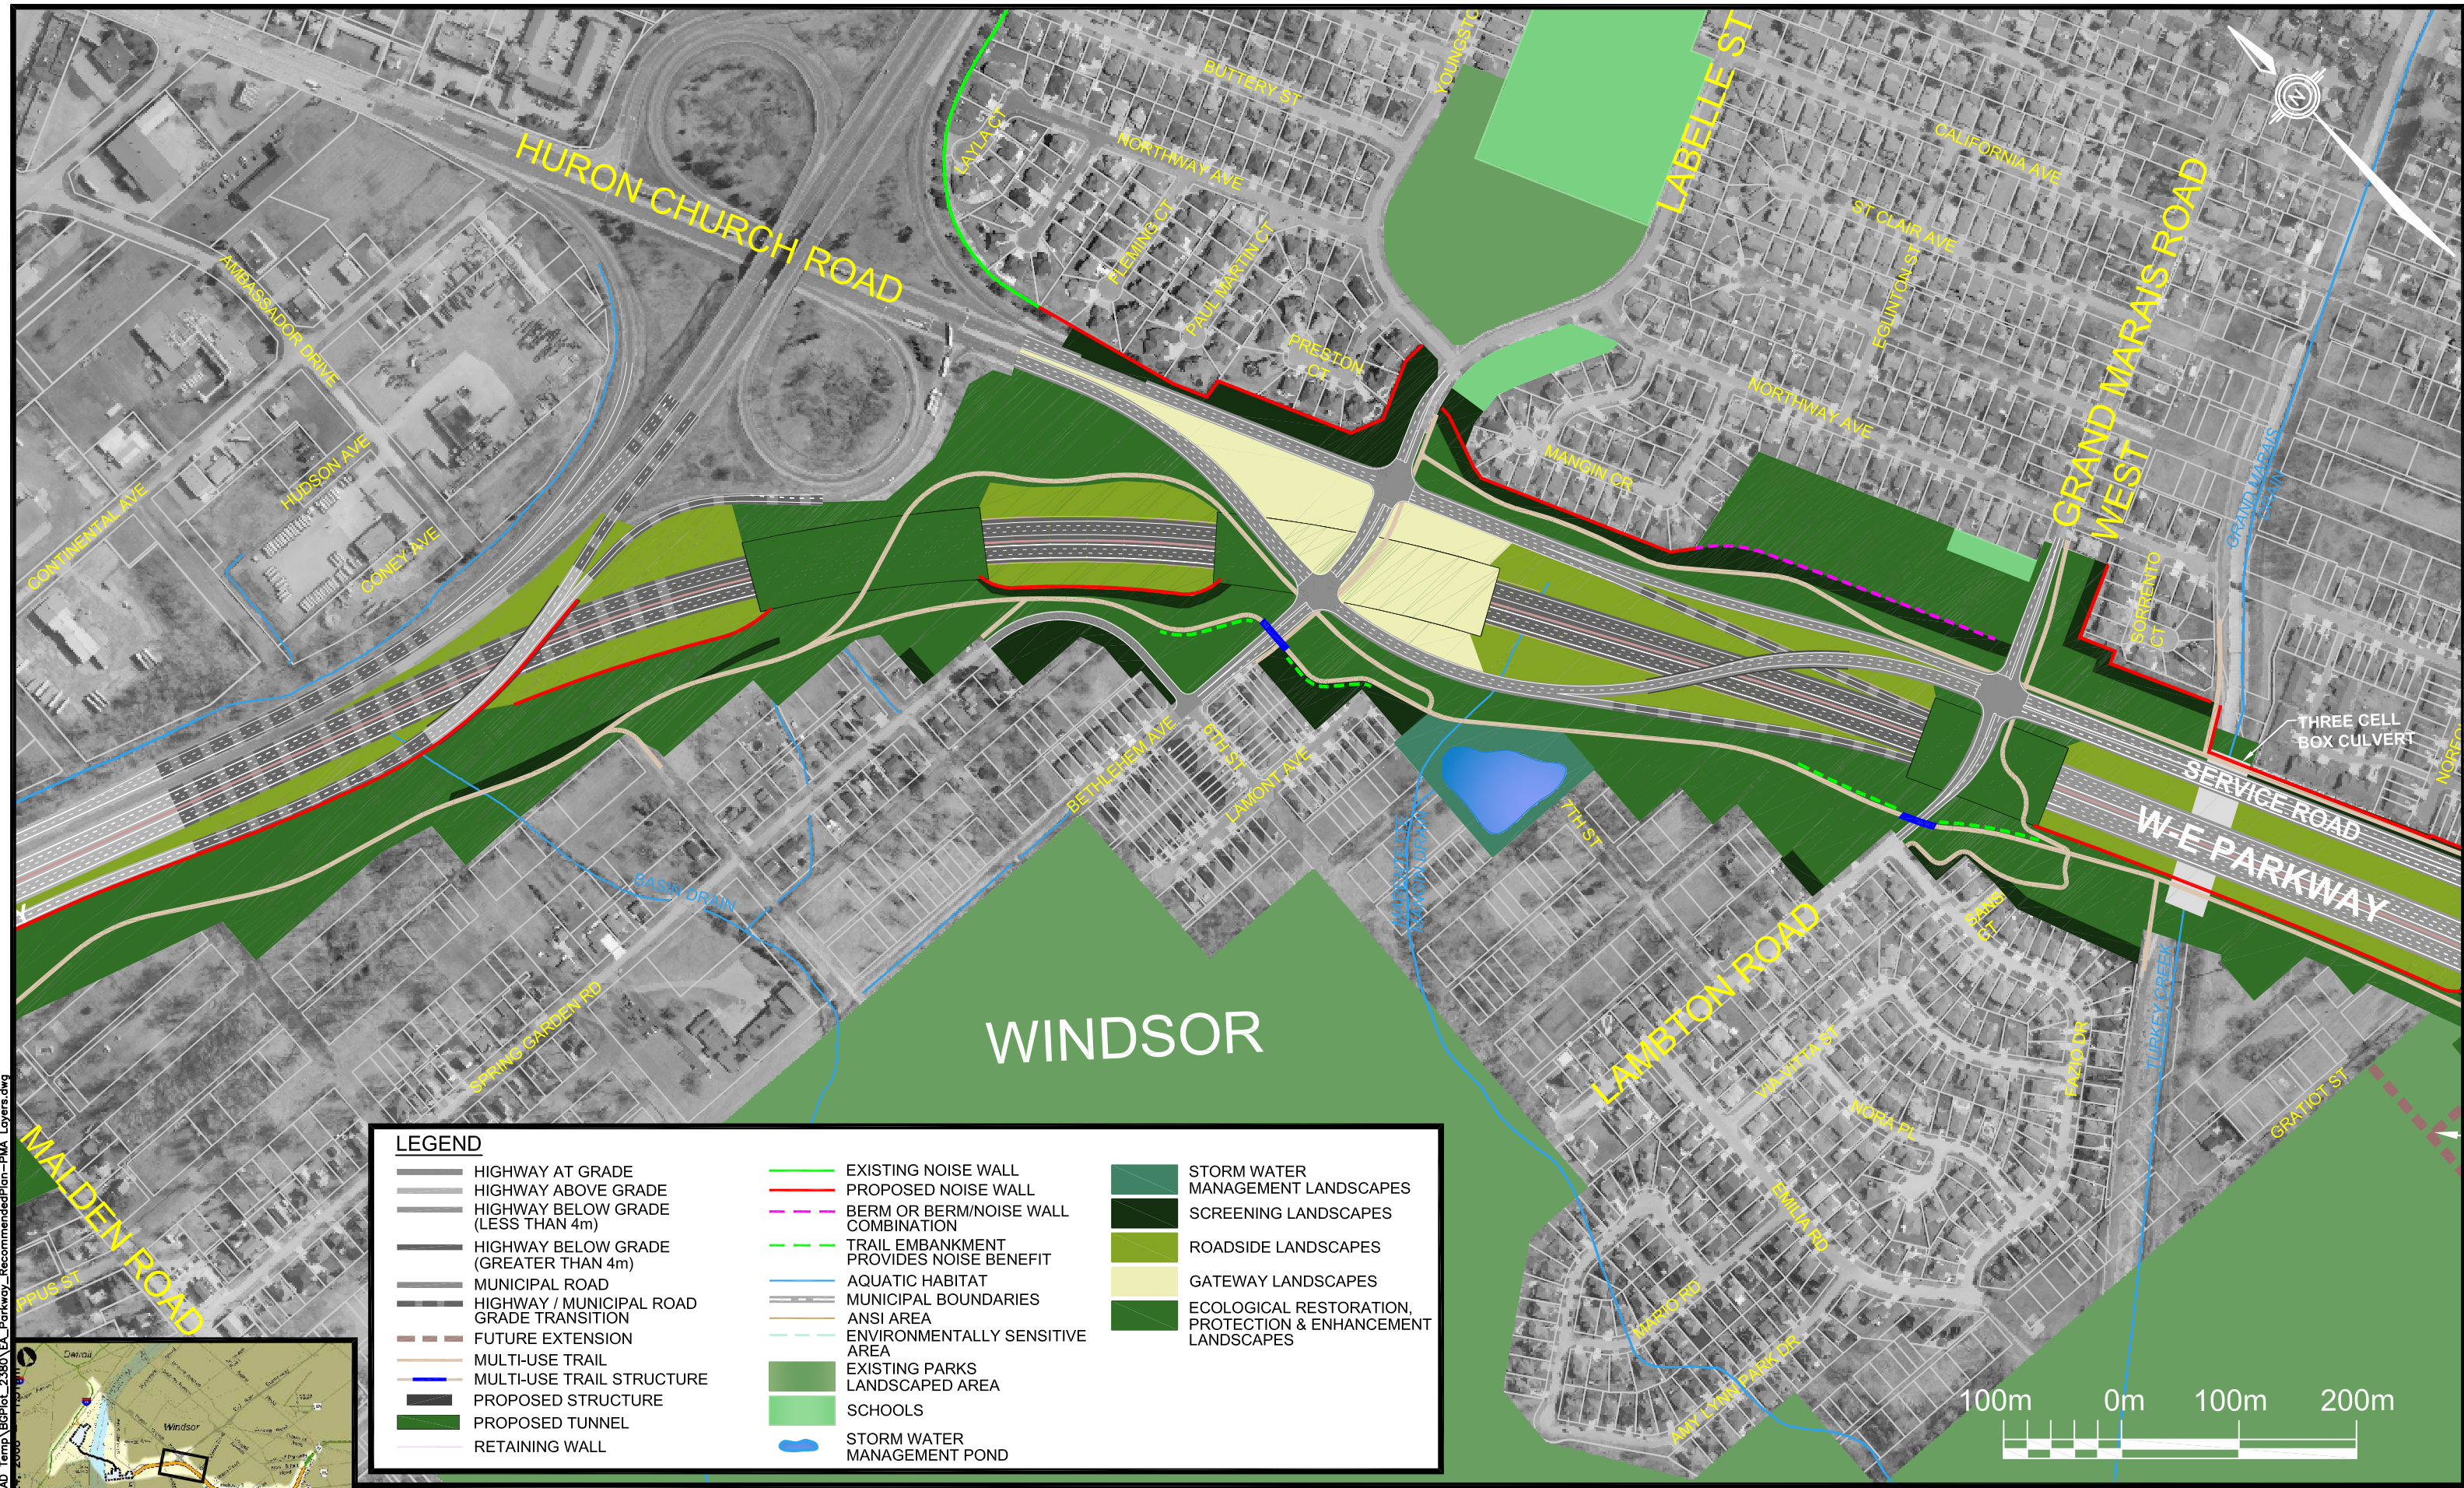 BUTTERY ST
YOUNGSTO
LABELLE ST
LAYLA CT
NORTHWAY AVE
HURON CHURCH ROAD
FLEMING CT
PAUL MARTIN CT
PRESTON
CT
CALIFORNIA AVE
ST CLAIR AVE
EGLINTON ST
NORTHWAY AVE
GRAND MARAIS ROAD
WEST
N
AMBASSADOR DRIVE
HUDSON AVE
CONTINENTAL AVE
CONEY AVE
MANGIN CR
GRAND MARAIS
DRAIN
SORRENTO
CT
THREE CELL
BOX CULVERT
SERVICE ROAD
W-E PARKWAY
BETHLEHEM AVE
6TH ST
LAMONT AVE
7TH ST
BASIN DRAIN
SPRING GARDEN RD
WINDSOR
LAMBTON ROAD
SANSI
CT
VIA VITTA ST
NORA PL
FAZIO DR
TURKEY CREEK
GRATIOT ST
EMILIA RD
MARIO RD
AMY LYNN PARK DR
MALDEN ROAD
PPUS ST
LEGEND
HIGHWAY AT GRADE
HIGHWAY ABOVE GRADE
HIGHWAY BELOW GRADE
(LESS THAN 4m)
HIGHWAY BELOW GRADE
(GREATER THAN 4m)
MUNICIPAL ROAD
HIGHWAY / MUNICIPAL ROAD
GRADE TRANSITION
FUTURE EXTENSION
MULTI-USE TRAIL
MULTI-USE TRAIL STRUCTURE
PROPOSED STRUCTURE
PROPOSED TUNNEL
RETAINING WALL
EXISTING NOISE WALL
PROPOSED NOISE WALL
BERM OR BERM/NOISE WALL
COMBINATION
TRAIL EMBANKMENT
PROVIDES NOISE BENEFIT
AQUATIC HABITAT
MUNICIPAL BOUNDARIES
ANSI AREA
ENVIRONMENTALLY SENSITIVE
AREA
EXISTING PARKS
LANDSCAPED AREA
SCHOOLS
STORM WATER
MANAGEMENT POND
STORM WATER
MANAGEMENT LANDSCAPES
SCREENING LANDSCAPES
ROADSIDE LANDSCAPES
GATEWAY LANDSCAPES
ECOLOGICAL RESTORATION,
PROTECTION & ENHANCEMENT
LANDSCAPES
100m 0m 100m 200m
Detroit
Windsor